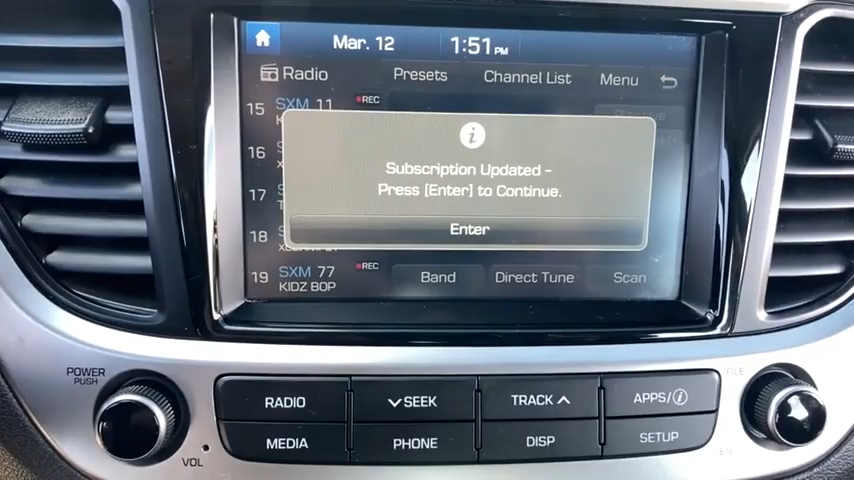 Mar. 12 1:51 PM
Radio Presets Channel List Menu
15 SXM 11 REC
16
17
18
Subscription Updated –
Press [Enter] to Continue.
Enter
19 SXM 77 REC
KIDZ BOP
Band Direct Tune Scan
POWER
PUSH
VOL
RADIO SEEK TRACK APPS/i
MEDIA PHONE DISP SETUP
FILE